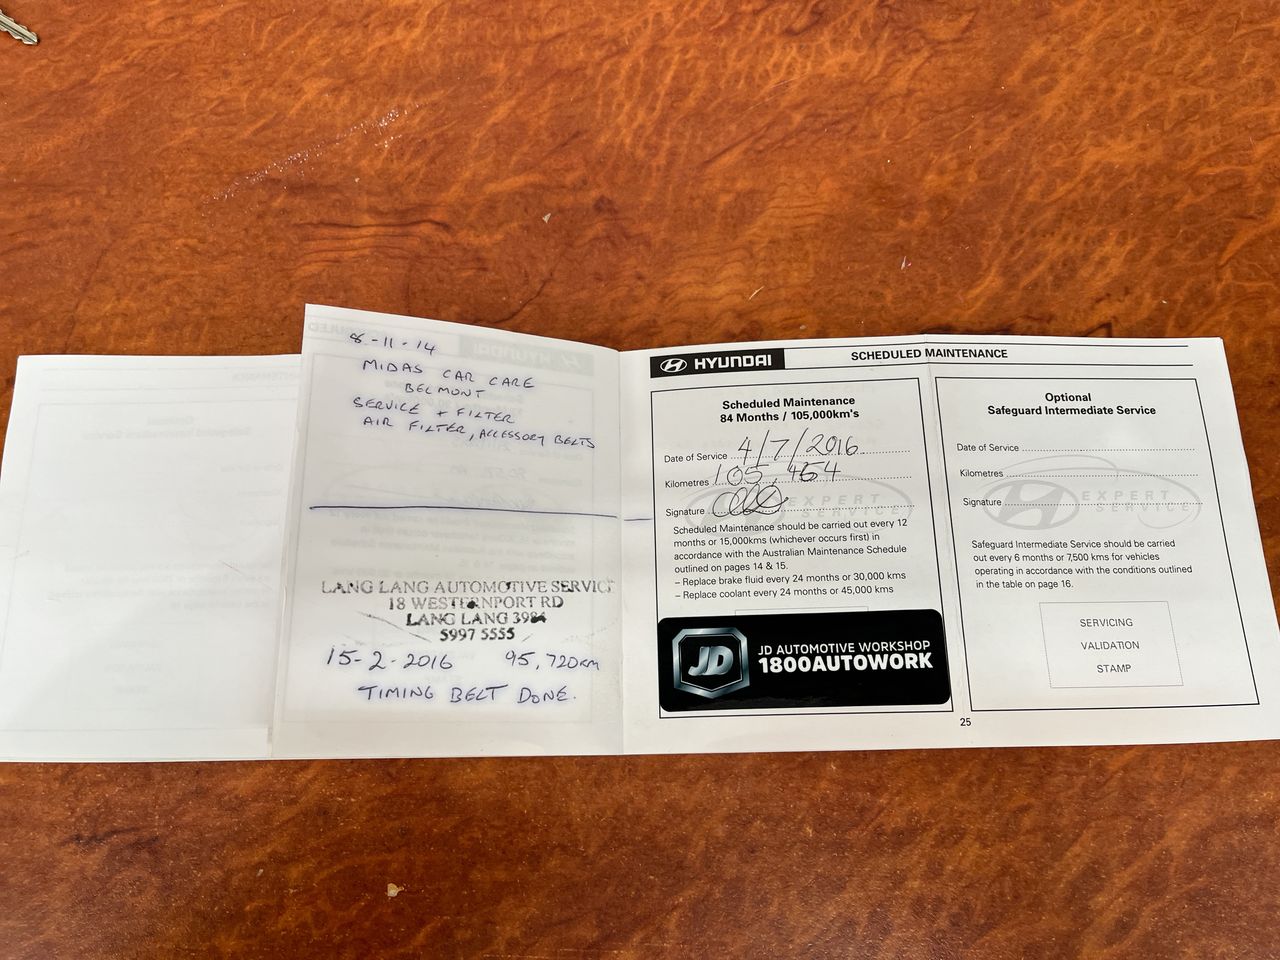 8-11-14
MIDAS CAR CARE
BELMONT
SERVICE + FILTER
AIR FILTER, ACCESSORY BELTS
LANG LANG AUTOMOTIVE SERVICE
18 WESTERNPORT RD
LANG LANG 3984
5997 5555
15-2-2016 95,720KM
TIMING BELT DONE.
HYUNDAI SCHEDULED MAINTENANCE
Scheduled Maintenance
84 Months / 105,000km's
Date of Service 4/7/2016
Kilometres 105,454
Signature
EXPERT
SERVICE
Scheduled Maintenance should be carried out every 12
months or 15,000kms (whichever occurs first) in
accordance with the Australian Maintenance Schedule
outlined on pages 14 & 15.
– Replace brake fluid every 24 months or 30,000 kms
– Replace coolant every 24 months or 45,000 kms
JD
JD AUTOMOTIVE WORKSHOP
1800AUTOWORK
Optional
Safeguard Intermediate Service
Date of Service
Kilometres
Signature
EXPERT
SERVICE
Safeguard Intermediate Service should be carried
out every 6 months or 7,500 kms for vehicles
operating in accordance with the conditions outlined
in the table on page 16.
SERVICING
VALIDATION
STAMP
25